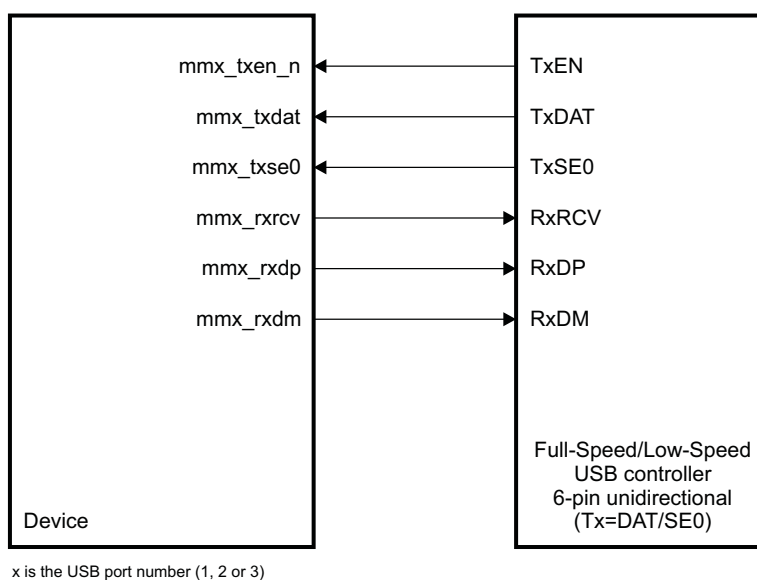 mmx_txen_n
TxEN
mmx_txdat
TxDAT
mmx_txse0
TxSE0
mmx_rxrcv
RxRCV
mmx_rxdp
RxDP
mmx_rxdm
RxDM
Full-Speed/Low-Speed
USB controller
6-pin unidirectional
(Tx=DAT/SE0)
Device
x is the USB port number (1, 2 or 3)